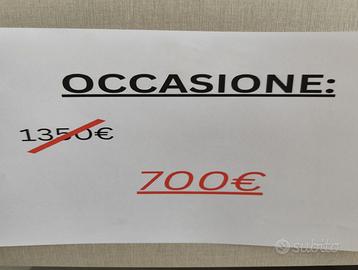 OCCASIONE:
1350€
700€
subito